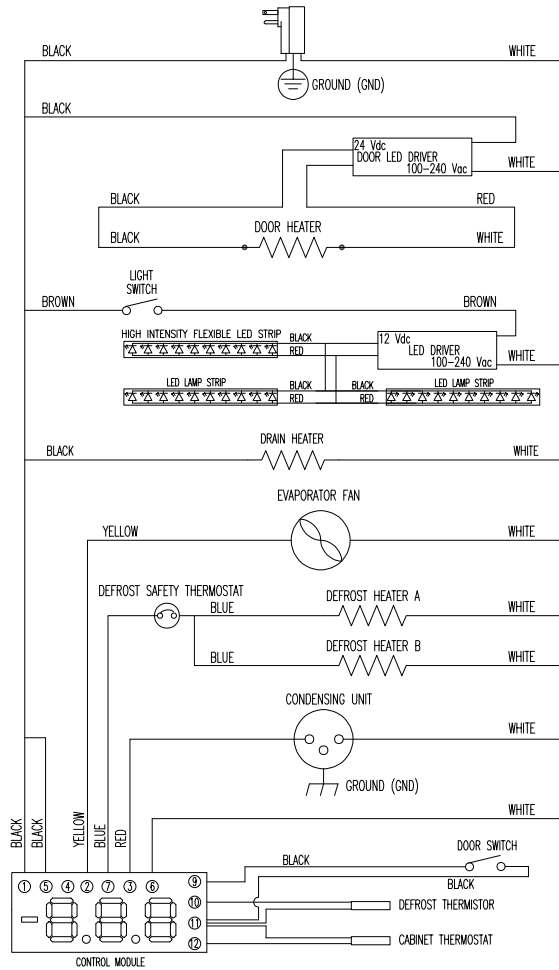 BLACK WHITE
GROUND (GND)
BLACK
24 Vdc
DOOR LED DRIVER
100-240 Vac
WHITE
BLACK RED
DOOR HEATER
BLACK WHITE
LIGHT
SWITCH
BROWN BROWN
HIGH INTENSITY FLEXIBLE LED STRIP
BLACK
RED
12 Vdc
LED DRIVER
100-240 Vac
WHITE
LED LAMP STRIP
BLACK BLACK
RED RED
LED LAMP STRIP
DRAIN HEATER
BLACK WHITE
EVAPORATOR FAN
YELLOW WHITE
DEFROST SAFETY THERMOSTAT
BLUE
DEFROST HEATER A
WHITE
BLUE
DEFROST HEATER B
WHITE
CONDENSING UNIT
WHITE
GROUND (GND)
BLACK
BLACK
YELLOW
BLUE
RED
WHITE
DOOR SWITCH
BLACK
BLACK
1 5 4 2 7 3 6
9
10
11
12
8.8.8
DEFROST THERMISTOR
CABINET THERMOSTAT
CONTROL MODULE